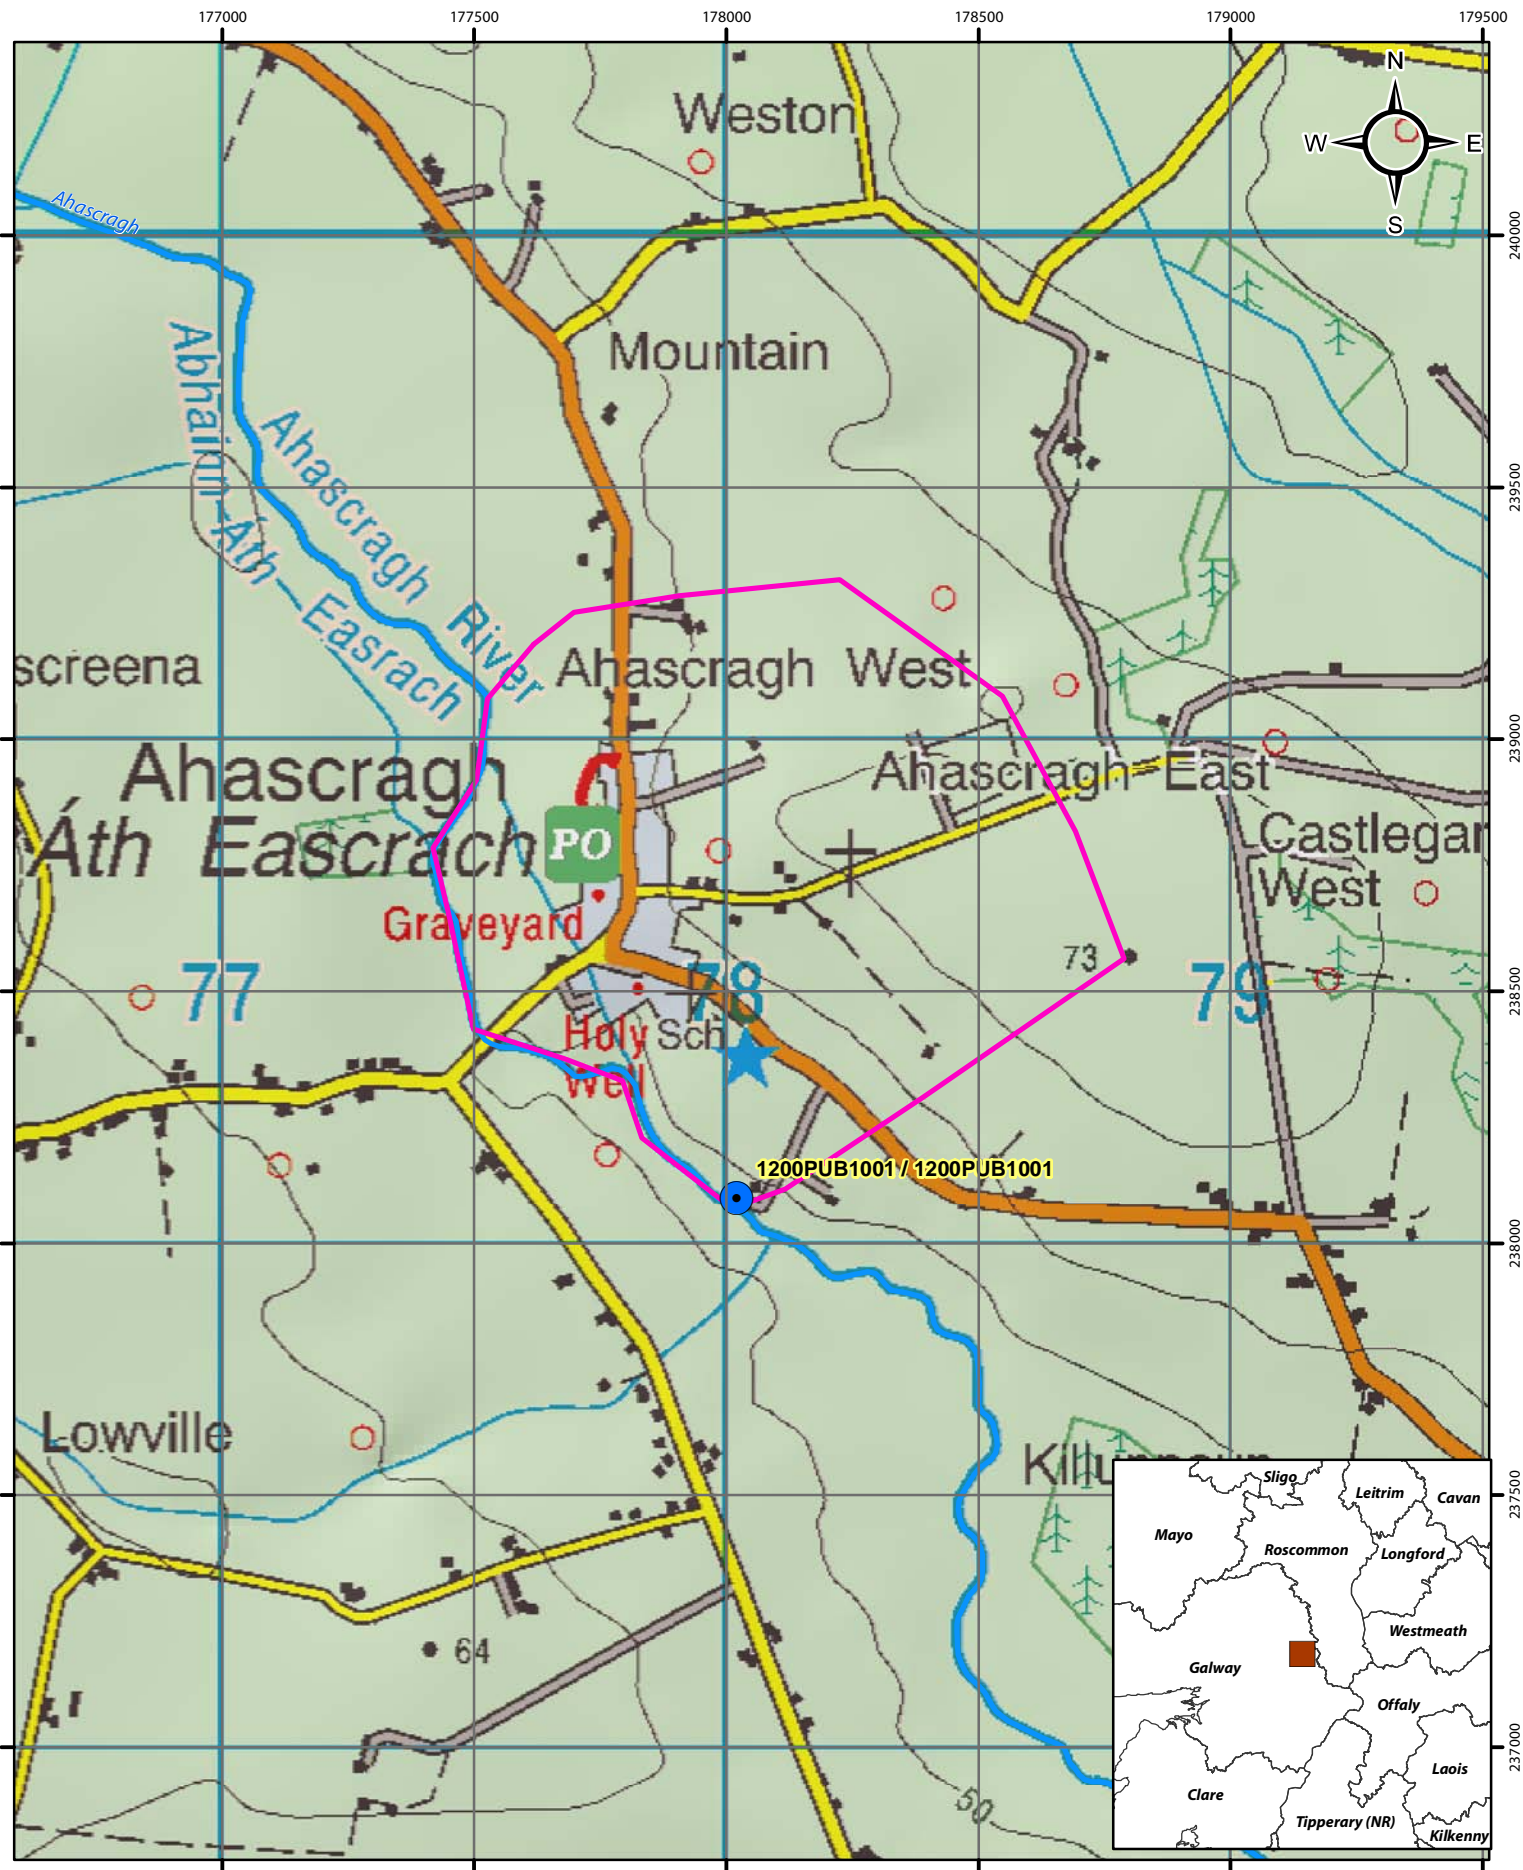 177000
177500
178000
178500
179000
179500
N
W
E
S
Weston
Ahascragh
240000
Mountain
Abhainn Áth Easrach
Ahascragh River
239500
screena
Ahascragh West
239000
Ahascragh
Ahascragh East
Áth Eascrach
PO
Castlegar
West
Graveyard
73
77
78
79
238500
Holy
Well
Sch
1200PUB1001 / 1200PUB1001
238000
Lowville
237500
64
50
37000
Sligo
Leitrim
Cavan
Mayo
Roscommon
Longford
Westmeath
Galway
Offaly
Laois
Clare
Tipperary (NR)
Kilkenny